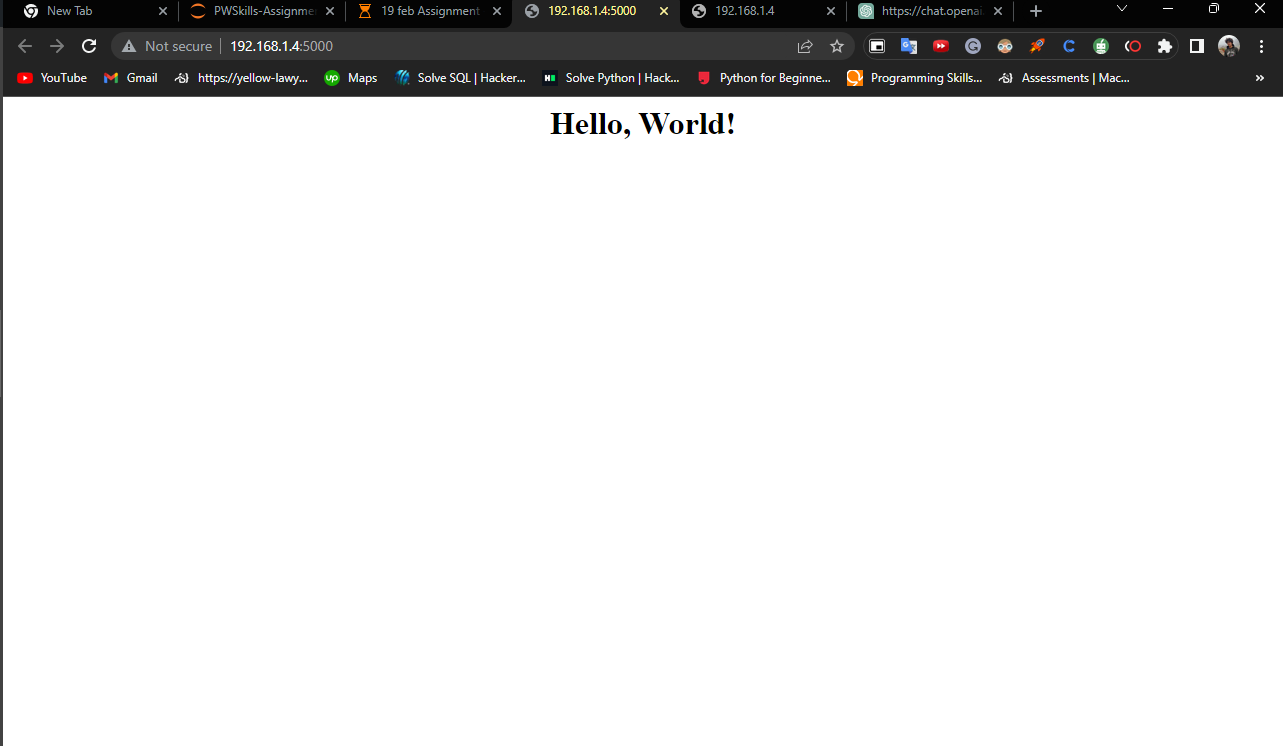 New Tab PWSkills-Assignme 19 feb Assignment 192.168.1.4:5000 192.168.1.4 https://chat.openai.
Not secure 192.168.1.4:5000
YouTube Gmail https://yellow-lawy... up Maps Solve SQL | Hacker... Solve Python | Hack... Python for Beginne... Programming Skills... Assessments | Mac... »
Hello, World!